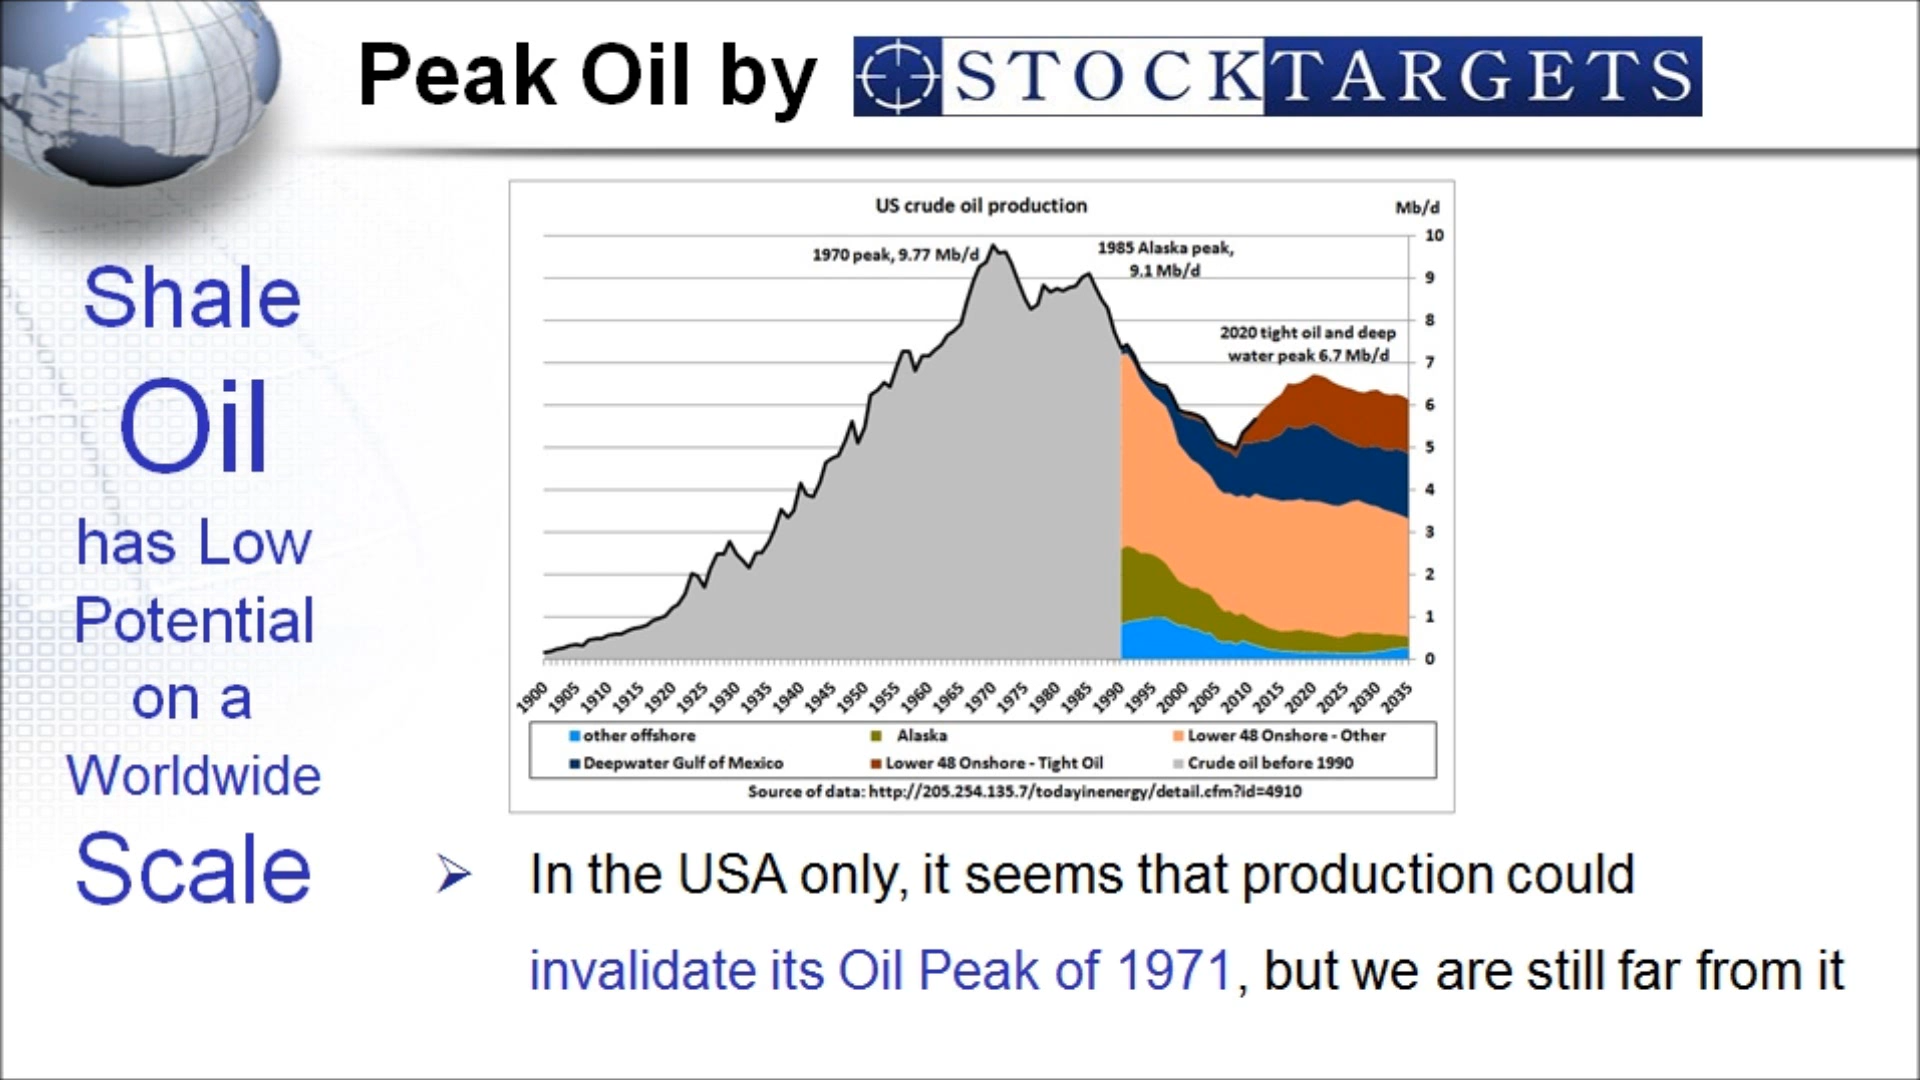 Peak Oil by STOCKTARGETS
Shale
Oil
has Low
Potential
on a
Worldwide
Scale
US crude oil production
Mb/d
1970 peak, 9.77 Mb/d
1985 Alaska peak,
9.1 Mb/d
2020 tight oil and deep
water peak 6.7 Mb/d
10
9
8
7
6
5
4
3
2
1
0
1900 1905 1910 1915 1920 1925 1930 1935 1940 1945 1950 1955 1960 1965 1970 1975 1980 1985 1990 1995 2000 2005 2010 2015 2020 2025 2030 2035
other offshore Alaska Lower 48 Onshore - Other
Deepwater Gulf of Mexico Lower 48 Onshore - Tight Oil Crude oil before 1990
Source of data: http://205.254.135.7/todayinenergy/detail.cfm?id=4910
In the USA only, it seems that production could
invalidate its Oil Peak of 1971, but we are still far from it